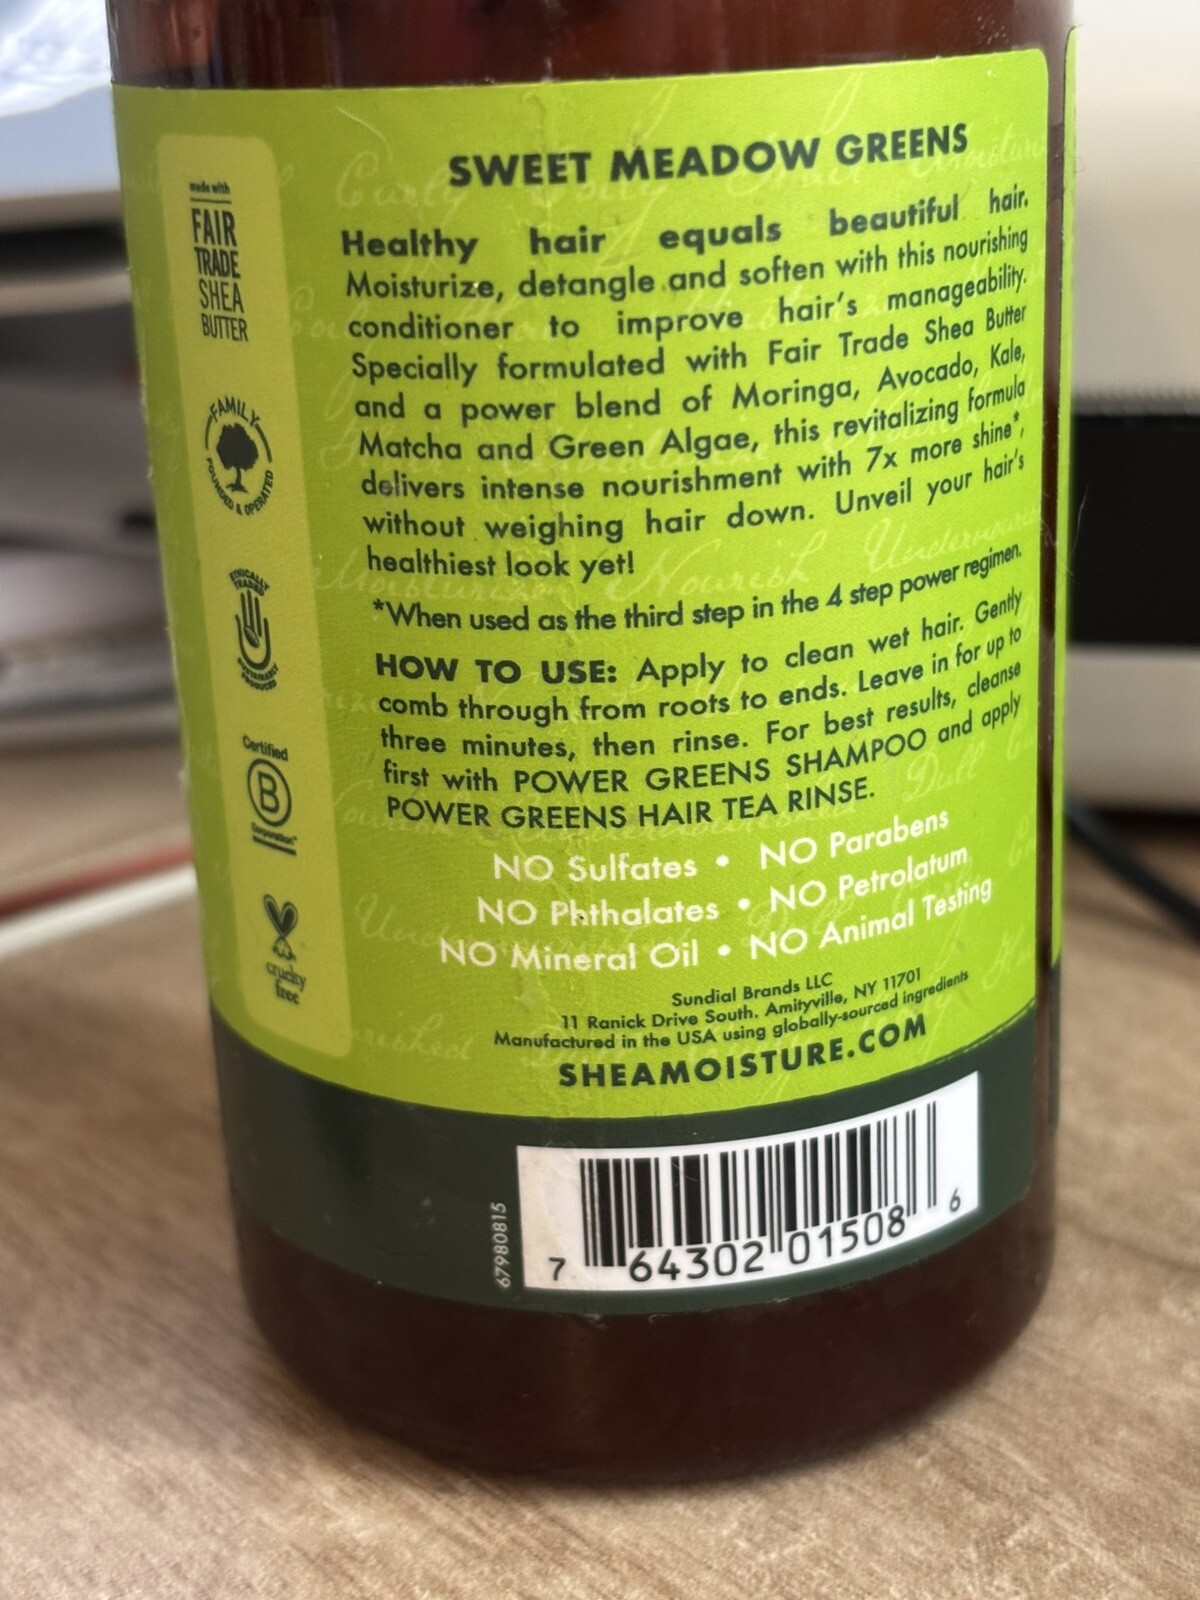 SWEET MEADOW GREENS
Healthy hair equals beautiful hair.
Moisturize, detangle and soften with this nourishing
conditioner to improve hair's manageability.
Specially formulated with Fair Trade Shea Butter
and a power blend of Moringa, Avocado, Kale,
Matcha and Green Algae, this revitalizing formula
delivers intense nourishment with 7x more shine*,
without weighing hair down. Unveil your hair's
healthiest look yet!
*When used as the third step in the 4 step power regimen.
HOW TO USE: Apply to clean wet hair. Gently
comb through from roots to ends. Leave in for up to
three minutes, then rinse. For best results, cleanse
first with POWER GREENS SHAMPOO and apply
POWER GREENS HAIR TEA RINSE.
NO Sulfates • NO Parabens
NO Phthalates • NO Petrolatum
NO Mineral Oil • NO Animal Testing
Sundial Brands LLC
11 Ranick Drive South. Amityville, NY 11701
Manufactured in the USA using globally-sourced ingredients
SHEAMOISTURE.COM
made with
FAIR
TRADE
SHEA
BUTTER
FAMILY
FOUNDED & OPERATED
ETHICALLY
TRADED
SUSTAINABLY
PRODUCED
Certified
B
Corporation™
cruelty
free
67980815
7 64302 01508 6